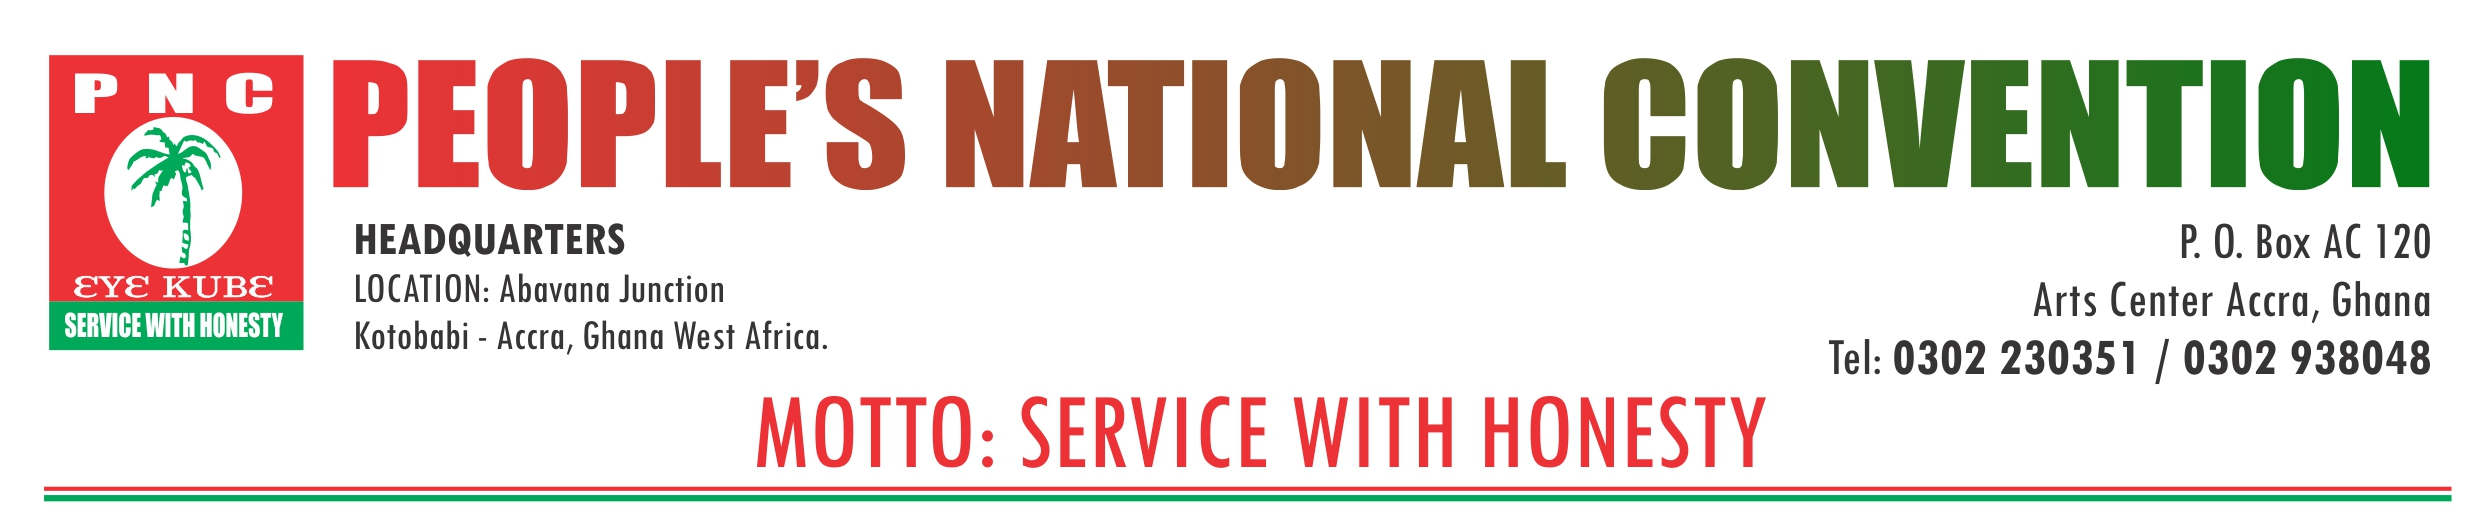 P N C
ƐYƐ KUBƐ
SERVICE WITH HONESTY
PEOPLE'S NATIONAL CONVENTION
HEADQUARTERS
LOCATION: Abavana Junction
Kotobabi - Accra, Ghana West Africa.
P. O. Box AC 120
Arts Center Accra, Ghana
Tel: 0302 230351 / 0302 938048
MOTTO: SERVICE WITH HONESTY